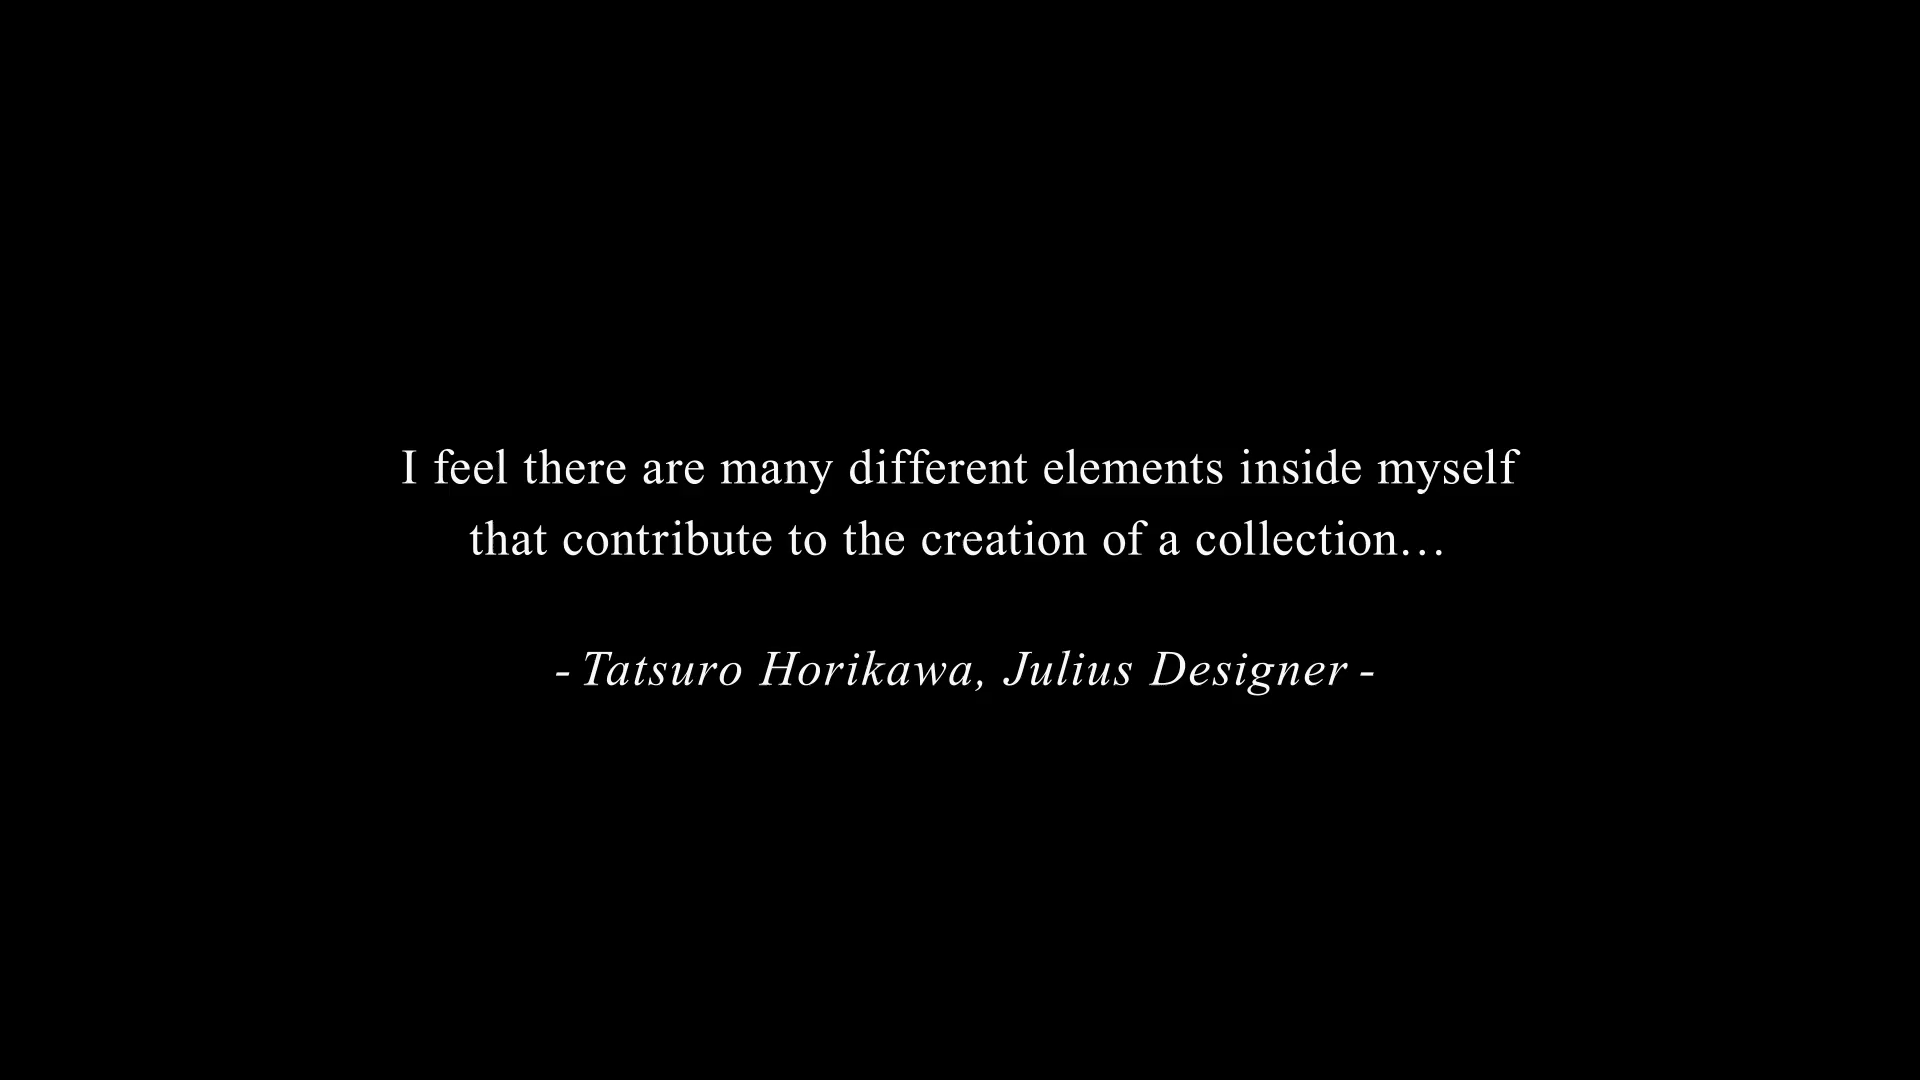 I feel there are many different elements inside myself
that contribute to the creation of a collection…
- Tatsuro Horikawa, Julius Designer -